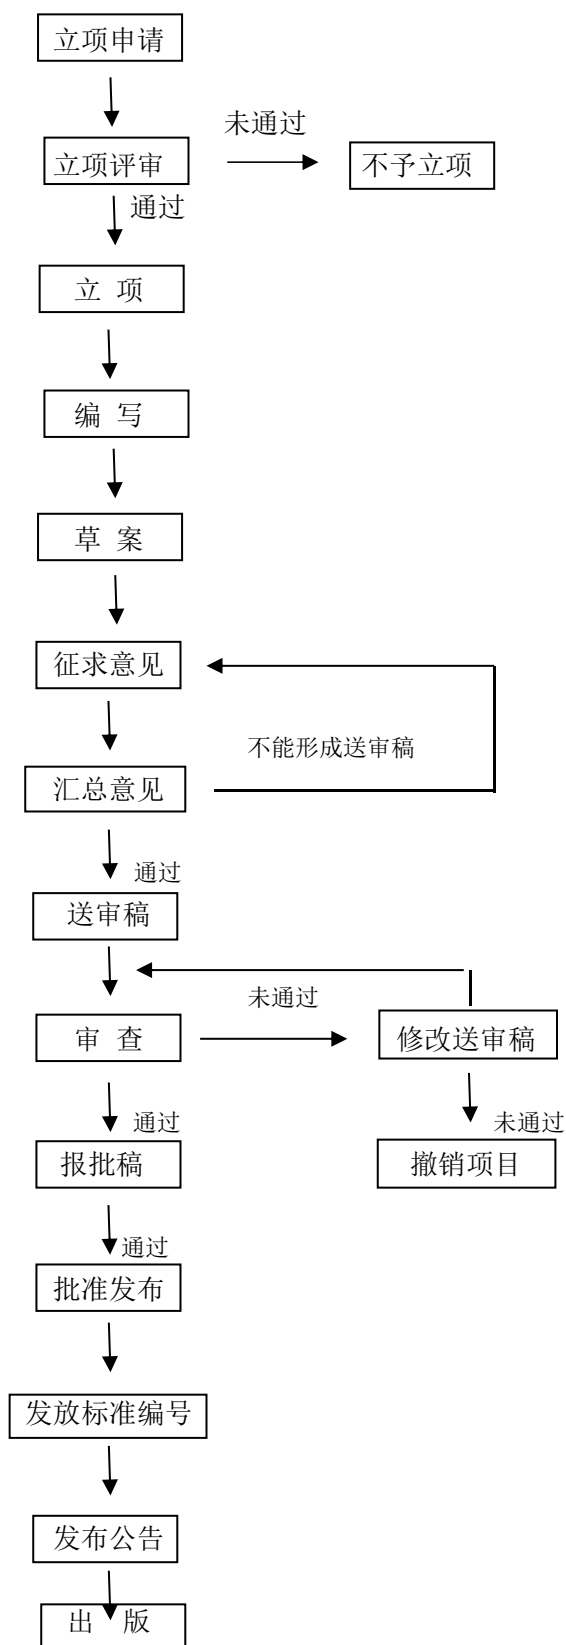 立项申请
未通过
立项评审
不予立项
通过
立 项
编 写
草 案
征求意见
不能形成送审稿
汇总意见
通过
送审稿
未通过
审 查
修改送审稿
通过
未通过
报批稿
撤销项目
通过
批准发布
发放标准编号
发布公告
出 版